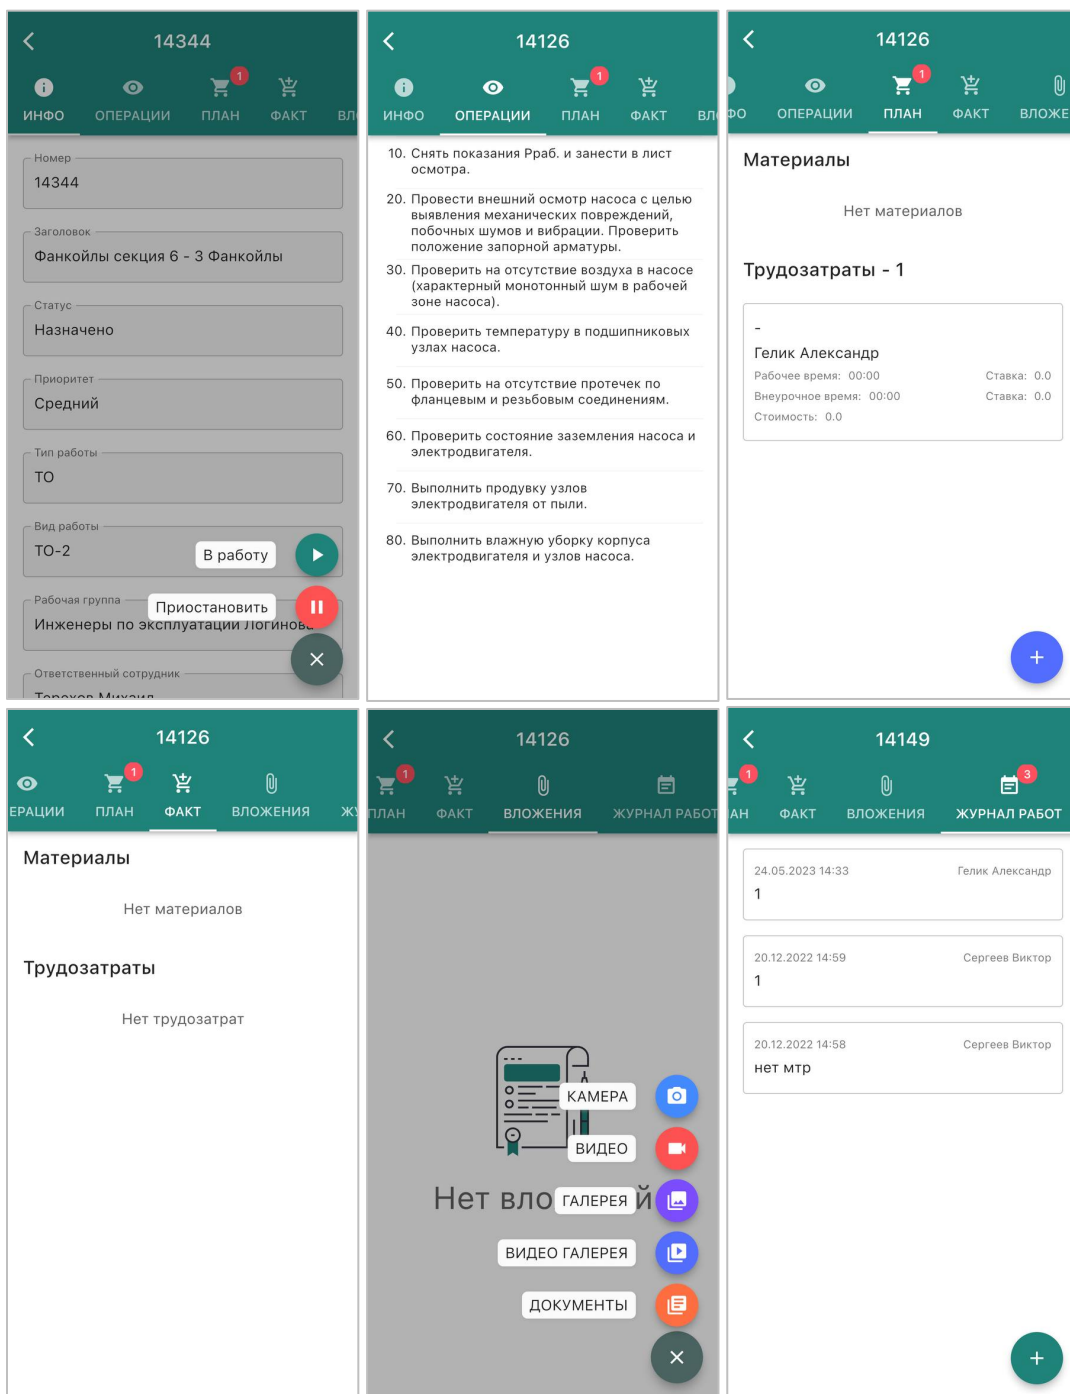 14344
ИНФО
ОПЕРАЦИИ
ПЛАН
1
ФАКТ
Номер
14344
Заголовок
Фанкойлы секция 6 - 3 Фанкойлы
Статус
Назначено
Приоритет
Средний
Тип работы
ТО
Вид работы
ТО-2
В работу
Рабочая группа
Приостановить
Инженеры по эксплуатации Логинова
Ответственный сотрудник
14126
ИНФО
ОПЕРАЦИИ
ПЛАН
1
ФАКТ
10. Снять показания Рраб. и занести в лист
осмотра.
20. Провести внешний осмотр насоса с целью
выявления механических повреждений,
побочных шумов и вибрации. Проверить
положение запорной арматуры.
30. Проверить на отсутствие воздуха в насосе
(характерный монотонный шум в рабочей
зоне насоса).
40. Проверить температуру в подшипниковых
узлах насоса.
50. Проверить на отсутствие протечек по
фланцевым и резьбовым соединениям.
60. Проверить состояние заземления насоса и
электродвигателя.
70. Выполнить продувку узлов
электродвигателя от пыли.
80. Выполнить влажную уборку корпуса
электродвигателя и узлов насоса.
14126
ФО
ОПЕРАЦИИ
ПЛАН
1
ФАКТ
ВЛОЖЕ
Материалы
Нет материалов
Трудозатраты - 1
-
Гелик Александр
Рабочее время: 00:00 Ставка: 0.0
Внеурочное время: 00:00 Ставка: 0.0
Стоимость: 0.0
14126
ЕРАЦИИ
ПЛАН
1
ФАКТ
ВЛОЖЕНИЯ
Материалы
Нет материалов
Трудозатраты
Нет трудозатрат
14126
ПЛАН
1
ФАКТ
ВЛОЖЕНИЯ
ЖУРНАЛ РАБОТ
КАМЕРА
ВИДЕО
Нет вло й
ГАЛЕРЕЯ
ВИДЕО ГАЛЕРЕЯ
ДОКУМЕНТЫ
14149
АН
1
ФАКТ
ВЛОЖЕНИЯ
ЖУРНАЛ РАБОТ
3
24.05.2023 14:33 Гелик Александр
1
20.12.2022 14:59 Сергеев Виктор
1
20.12.2022 14:58 Сергеев Виктор
нет мтр